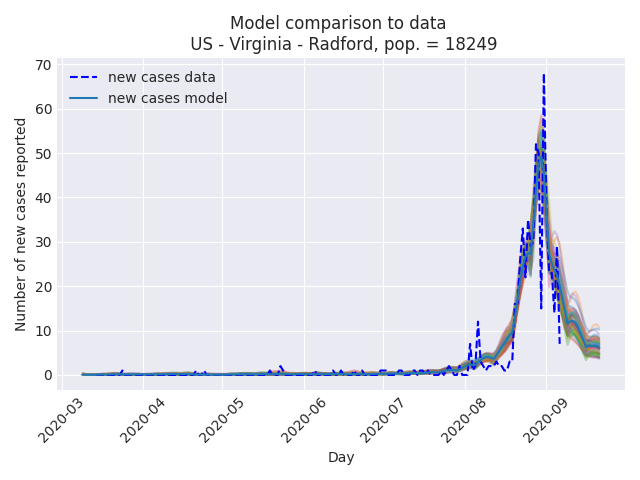 Model comparison to data
US - Virginia - Radford, pop. = 18249
new cases data
new cases model
Number of new cases reported
70
60
50
40
30
20
10
0
2020-03
2020-04
2020-05
2020-06
2020-07
2020-08
2020-09
Day